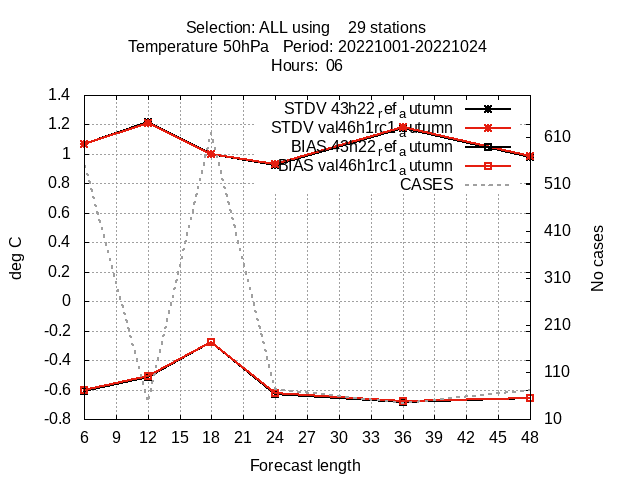 Selection: ALL using    29 stations
Temperature 50hPa   Period: 20221001-20221024
Hours: 06
STDV 43h22ref_autumn
STDV val46h1rc1_autumn
BIAS 43h22ref_autumn
BIAS val46h1rc1_autumn
CASES
1.4
1.2
1
0.8
0.6
0.4
0.2
0
-0.2
-0.4
-0.6
-0.8
deg C
610
510
410
310
210
110
10
No cases
6 9 12 15 18 21 24 27 30 33 36 39 42 45 48
Forecast length